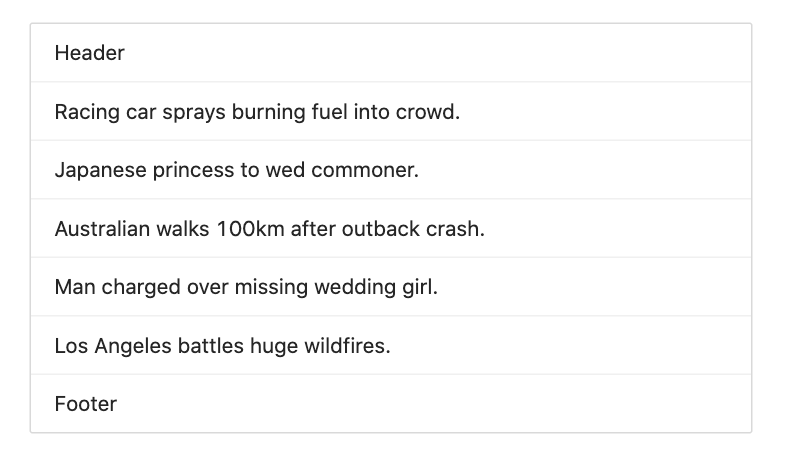 Header
Racing car sprays burning fuel into crowd.
Japanese princess to wed commoner.
Australian walks 100km after outback crash.
Man charged over missing wedding girl.
Los Angeles battles huge wildfires.
Footer